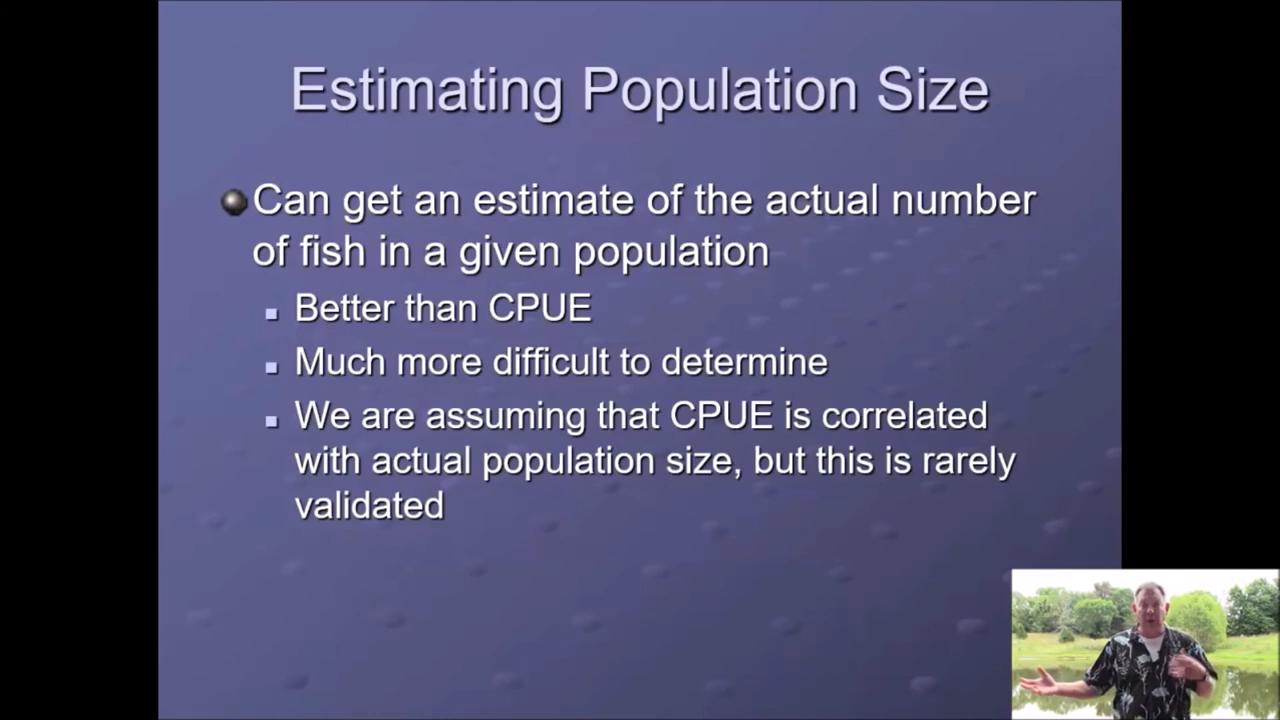 Estimating Population Size
Can get an estimate of the actual number
of fish in a given population
Better than CPUE
Much more difficult to determine
We are assuming that CPUE is correlated
with actual population size, but this is rarely
validated